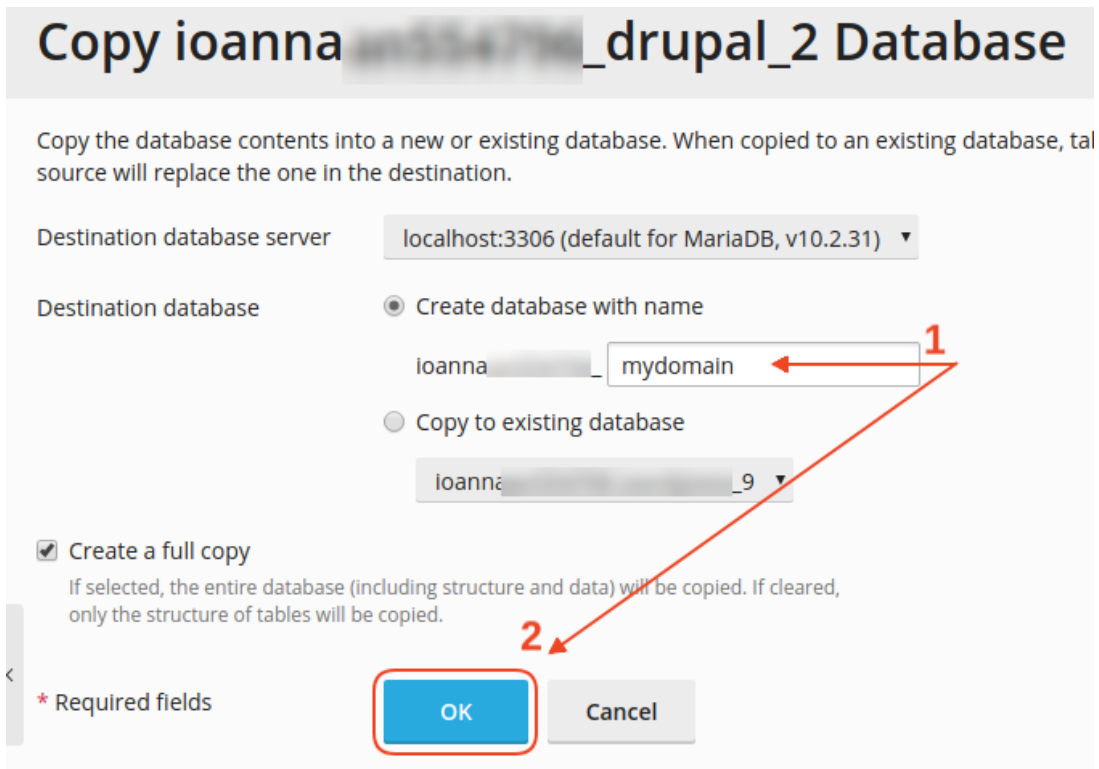 Copy ioanna _drupal_2 Database
Copy the database contents into a new or existing database. When copied to an existing database,
source will replace the one in the destination.
Destination database server
localhost:3306 (default for MariaDB, v10.2.31)
Destination database
Create database with name
1
ioanna _ mydomain
Copy to existing database
ioanna _9
Create a full copy
If selected, the entire database (including structure and data) will be copied. If cleared,
only the structure of tables will be copied.
2
* Required fields
OK
Cancel